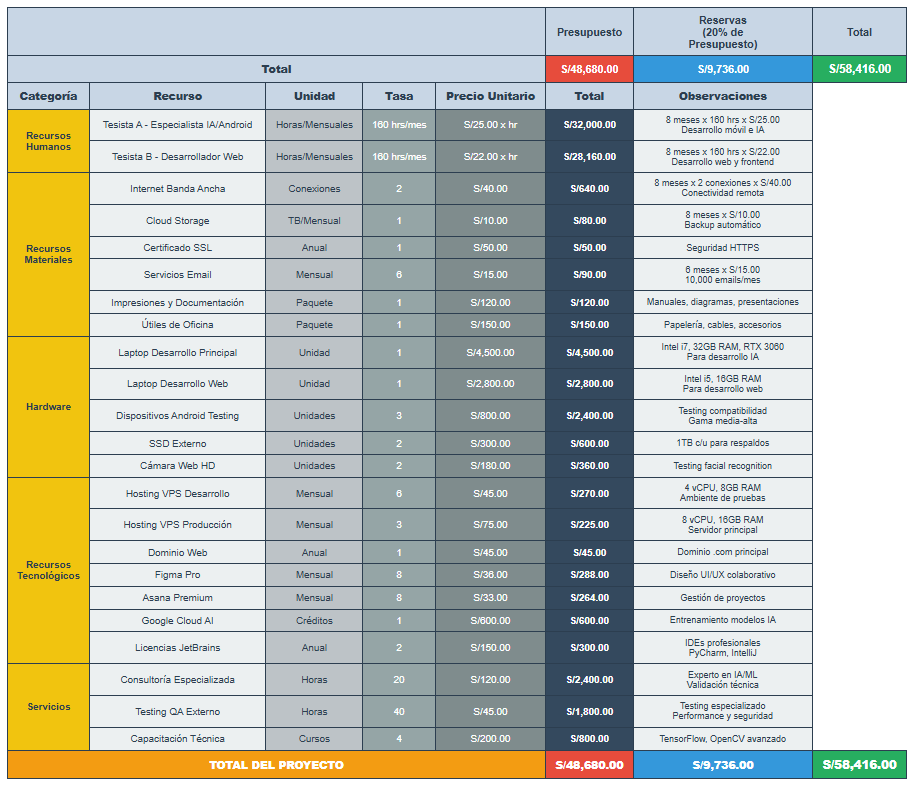 Presupuesto
Reservas
(20% de
Presupuesto)
Total
Total
S/48,680.00
S/9,736.00
S/58,416.00
Categoría Recurso Unidad Tasa Precio Unitario Total Observaciones
Recursos
Humanos
Tesista A - Especialista IA/Android Horas/Mensuales 160 hrs/mes S/25.00 x hr S/32,000.00
8 meses x 160 hrs x S/25.00
Desarrollo móvil e IA
Tesista B - Desarrollador Web Horas/Mensuales 160 hrs/mes S/22.00 x hr S/28,160.00
8 meses x 160 hrs x S/22.00
Desarrollo web y frontend
Recursos
Materiales
Internet Banda Ancha Conexiones 2 S/40.00 S/640.00
8 meses x 2 conexiones x S/40.00
Conectividad remota
Cloud Storage TB/Mensual 1 S/10.00 S/80.00
8 meses x S/10.00
Backup automático
Certificado SSL Anual 1 S/50.00 S/50.00 Seguridad HTTPS
Servicios Email Mensual 6 S/15.00 S/90.00
6 meses x S/15.00
10,000 emails/mes
Impresiones y Documentación Paquete 1 S/120.00 S/120.00 Manuales, diagramas, presentaciones
Útiles de Oficina Paquete 1 S/150.00 S/150.00 Papelería, cables, accesorios
Hardware
Laptop Desarrollo Principal Unidad 1 S/4,500.00 S/4,500.00
Intel i7, 32GB RAM, RTX 3060
Para desarrollo IA
Laptop Desarrollo Web Unidad 1 S/2,800.00 S/2,800.00
Intel i5, 16GB RAM
Para desarrollo web
Dispositivos Android Testing Unidades 3 S/800.00 S/2,400.00
Testing compatibilidad
Gama media-alta
SSD Externo Unidades 2 S/300.00 S/600.00 1TB c/u para respaldos
Cámara Web HD Unidades 2 S/180.00 S/360.00 Testing facial recognition
Recursos
Tecnológicos
Hosting VPS Desarrollo Mensual 6 S/45.00 S/270.00
4 vCPU, 8GB RAM
Ambiente de pruebas
Hosting VPS Producción Mensual 3 S/75.00 S/225.00
8 vCPU, 16GB RAM
Servidor principal
Dominio Web Anual 1 S/45.00 S/45.00 Dominio .com principal
Figma Pro Mensual 8 S/36.00 S/288.00 Diseño UI/UX colaborativo
Asana Premium Mensual 8 S/33.00 S/264.00 Gestión de proyectos
Google Cloud AI Créditos 1 S/600.00 S/600.00 Entrenamiento modelos IA
Licencias JetBrains Anual 2 S/150.00 S/300.00
IDEs profesionales
PyCharm, IntelliJ
Servicios
Consultoría Especializada Horas 20 S/120.00 S/2,400.00
Experto en IA/ML
Validación técnica
Testing QA Externo Horas 40 S/45.00 S/1,800.00
Testing especializado
Performance y seguridad
Capacitación Técnica Cursos 4 S/200.00 S/800.00 TensorFlow, OpenCV avanzado
TOTAL DEL PROYECTO S/48,680.00 S/9,736.00 S/58,416.00